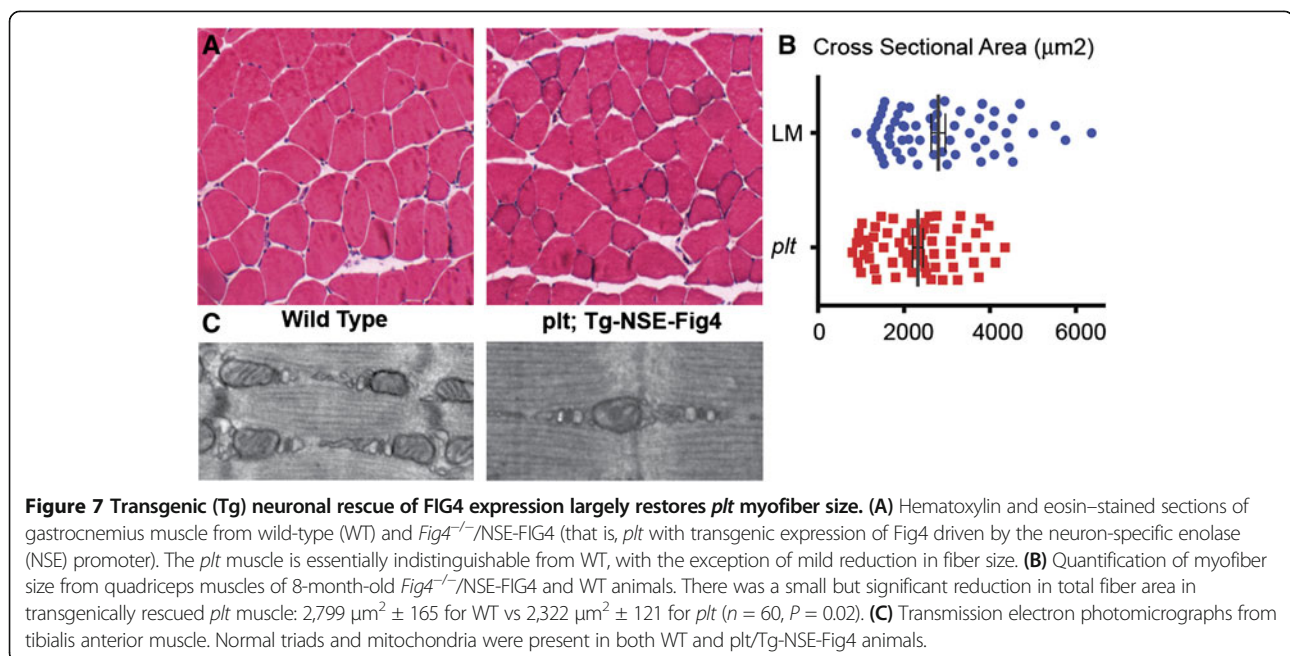 A
B
Cross Sectional Area (μm2)
LM
plt
0
2000
4000
6000
C
Wild Type
plt; Tg-NSE-Fig4
Figure 7 Transgenic (Tg) neuronal rescue of FIG4 expression largely restores plt myofiber size. (A) Hematoxylin and eosin–stained sections of
gastrocnemius muscle from wild-type (WT) and Fig4−/−/NSE-FIG4 (that is, plt with transgenic expression of Fig4 driven by the neuron-specific enolase
(NSE) promoter). The plt muscle is essentially indistinguishable from WT, with the exception of mild reduction in fiber size. (B) Quantification of myofiber
size from quadriceps muscles of 8-month-old Fig4−/−/NSE-FIG4 and WT animals. There was a small but significant reduction in total fiber area in
transgenically rescued plt muscle: 2,799 μm2 ± 165 for WT vs 2,322 μm2 ± 121 for plt (n = 60, P = 0.02). (C) Transmission electron photomicrographs from
tibialis anterior muscle. Normal triads and mitochondria were present in both WT and plt/Tg-NSE-Fig4 animals.